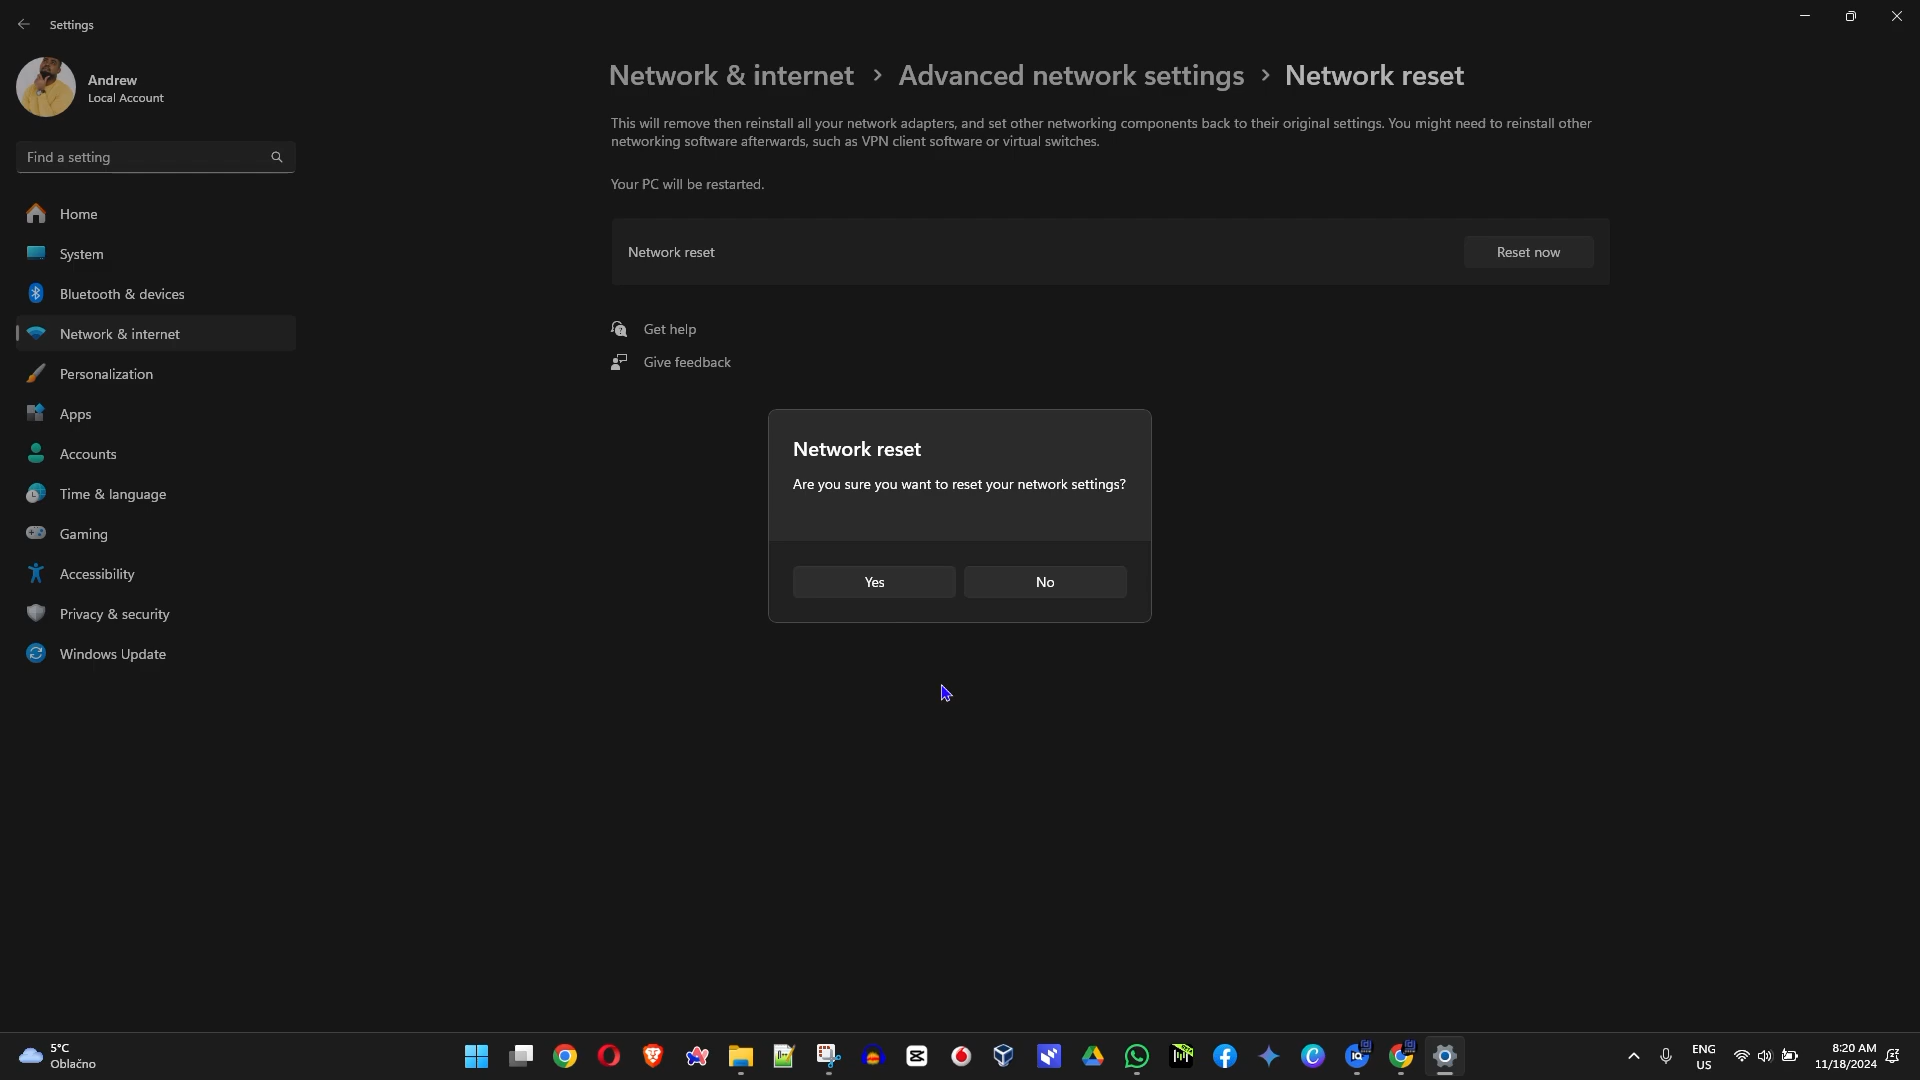 Settings
Andrew
Local Account
Find a setting
Home
System
Bluetooth & devices
Network & internet
Personalization
Apps
Accounts
Time & language
Gaming
Accessibility
Privacy & security
Windows Update
Network & internet > Advanced network settings > Network reset
This will remove then reinstall all your network adapters, and set other networking components back to their original settings. You might need to reinstall other
networking software afterwards, such as VPN client software or virtual switches.
Your PC will be restarted.
Network reset
Reset now
Get help
Give feedback
Network reset
Are you sure you want to reset your network settings?
Yes
No
5°C
Oblačno
ENG
US
8:20 AM
11/18/2024